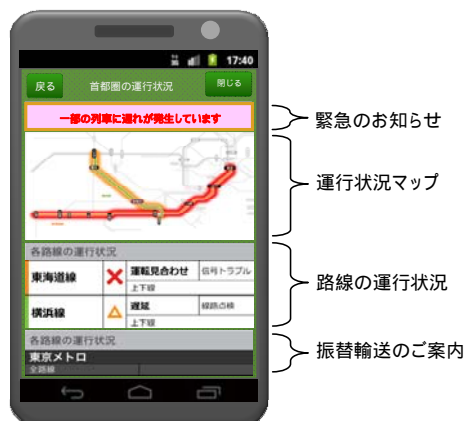 17:40
戻る
首都圏の運行状況
閉じる
一部の列車に遅れが発生しています
緊急のお知らせ
運行状況マップ
各路線の運行状況
東海道線
運転見合わせ
信号トラブル
上下線
横浜線
遅延
線路点検
上下線
路線の運行状況
各路線の運行状況
東京メトロ
全路線
振替輸送のご案内